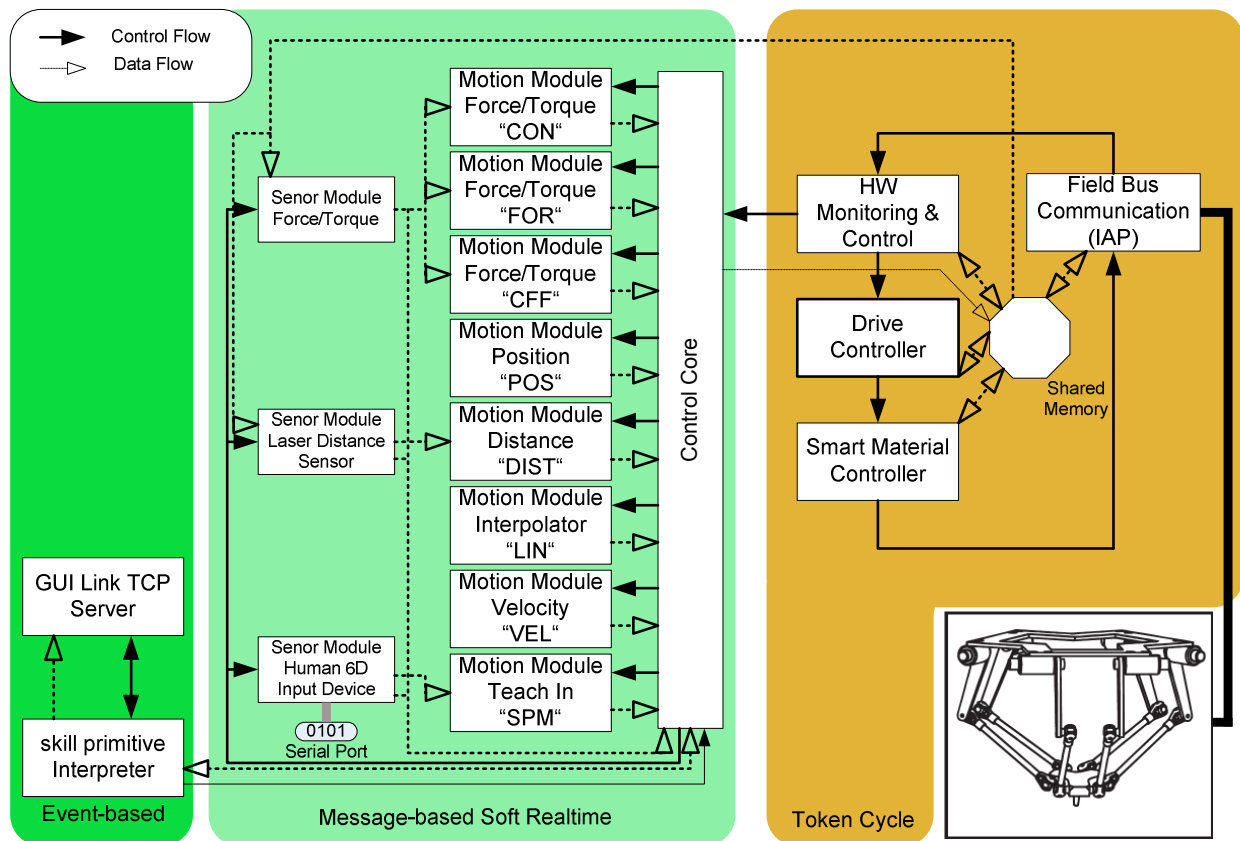 Control Flow
Data Flow
Senor Module
Force/Torque
Senor Module
Laser Distance
Sensor
Senor Module
Human 6D
Input Device
0101
Serial Port
Motion Module
Force/Torque
“CON“
Motion Module
Force/Torque
“FOR“
Motion Module
Force/Torque
“CFF“
Motion Module
Position
“POS“
Motion Module
Distance
“DIST“
Motion Module
Interpolator
“LIN“
Motion Module
Velocity
“VEL“
Motion Module
Teach In
“SPM“
Control Core
HW
Monitoring &
Control
Field Bus
Communication
(IAP)
Drive
Controller
Shared
Memory
Smart Material
Controller
GUI Link TCP
Server
skill primitive
Interpreter
Event-based
Message-based Soft Realtime
Token Cycle